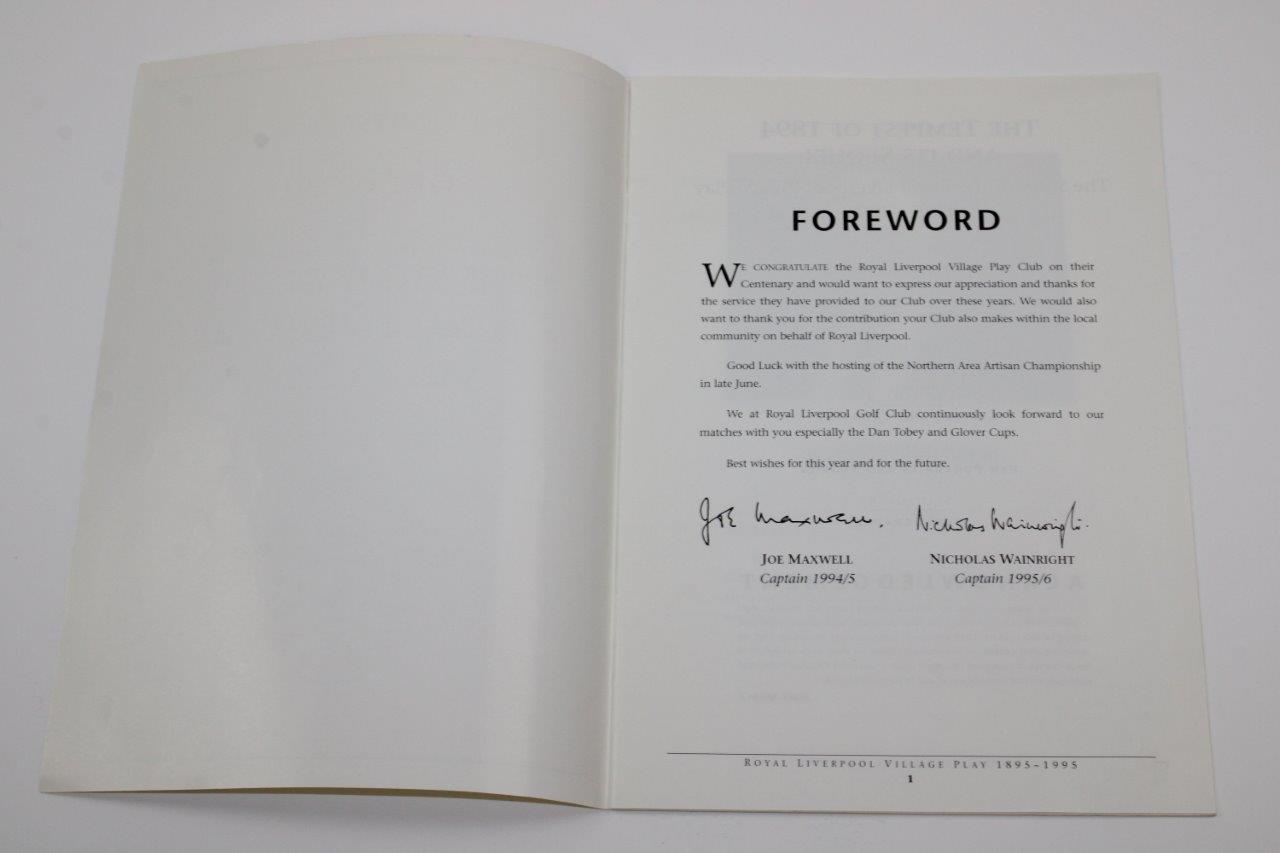 FOREWORD
WE CONGRATULATE the Royal Liverpool Village Play Club on their
Centenary and would want to express our appreciation and thanks for
the service they have provided to our Club over these years. We would also
want to thank you for the contribution your Club also makes within the local
community on behalf of Royal Liverpool.
Good Luck with the hosting of the Northern Area Artisan Championship
in late June.
We at Royal Liverpool Golf Club continuously look forward to our
matches with you especially the Dan Tobey and Glover Cups.
Best wishes for this year and for the future.
Joe Maxwell. Nicholas Wainwright.
JOE MAXWELL NICHOLAS WAINRIGHT
Captain 1994/5 Captain 1995/6
ROYAL LIVERPOOL VILLAGE PLAY 1895–1995
1